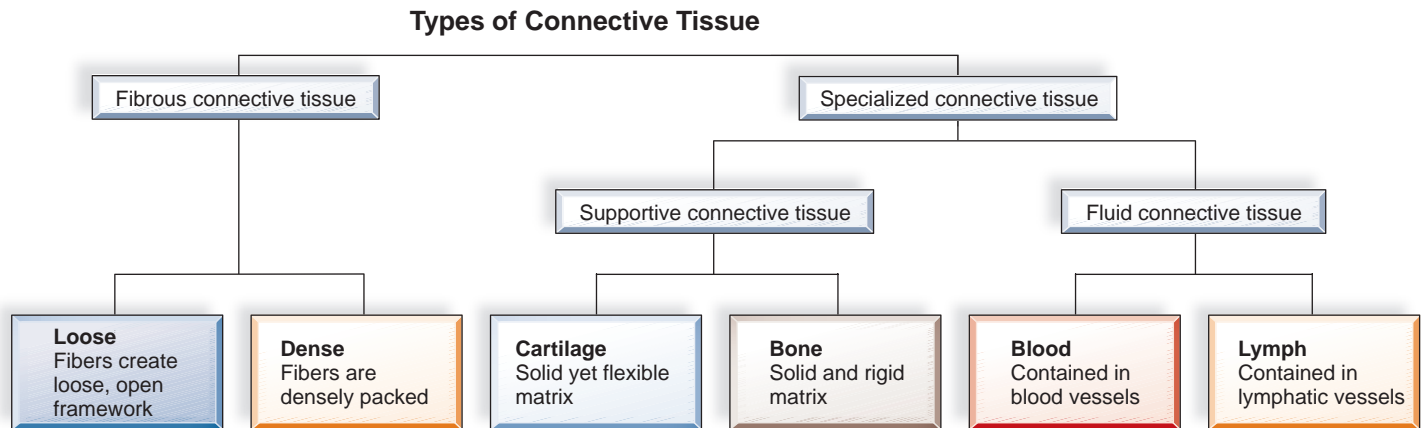 Types of Connective Tissue
Fibrous connective tissue
Specialized connective tissue
Supportive connective tissue
Fluid connective tissue
Loose
Fibers create
loose, open
framework
Dense
Fibers are
densely packed
Cartilage
Solid yet flexible
matrix
Bone
Solid and rigid
matrix
Blood
Contained in
blood vessels
Lymph
Contained in
lymphatic vessels